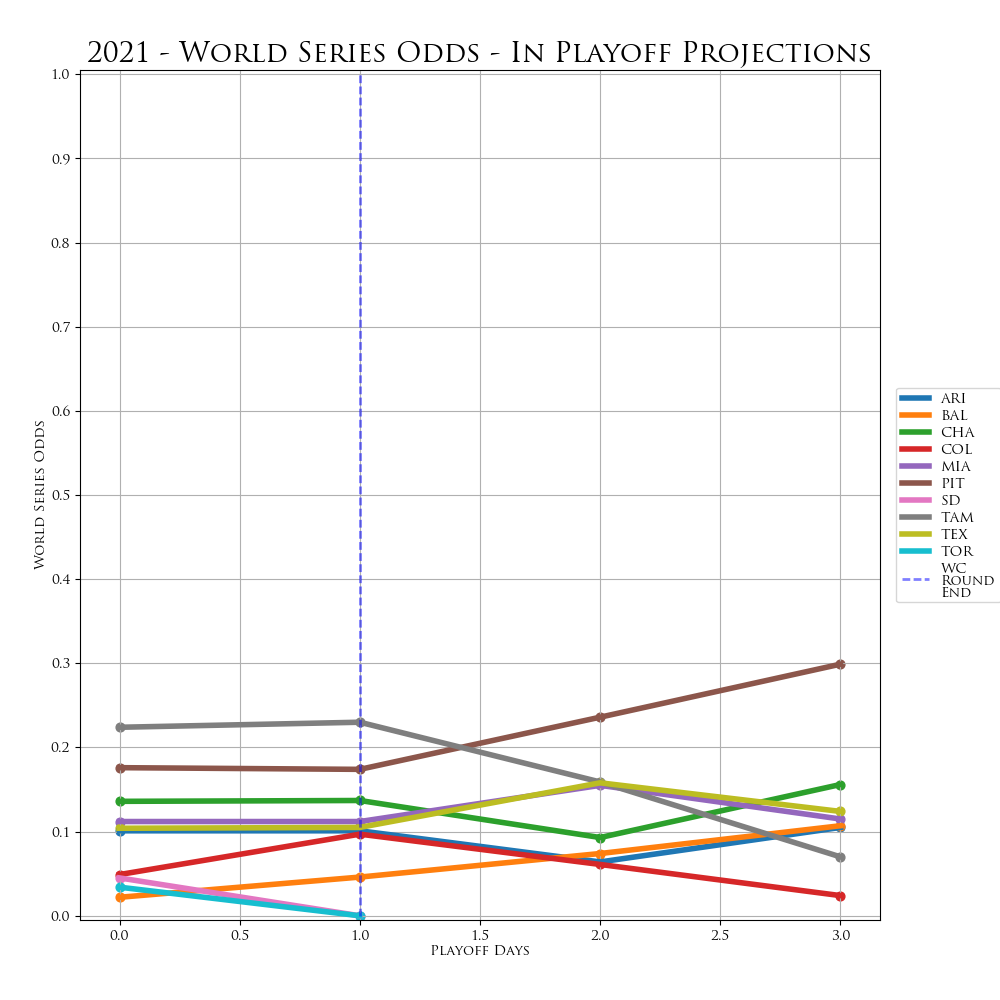 2021 - World Series Odds - In Playoff Projections
1.0
0.9
0.8
0.7
0.6
0.5
0.4
0.3
0.2
0.1
0.0
World Series Odds
0.0 0.5 1.0 1.5 2.0 2.5 3.0
Playoff Days
ARI
BAL
CHA
COL
MIA
PIT
SD
TAM
TEX
TOR
WC
Round
End